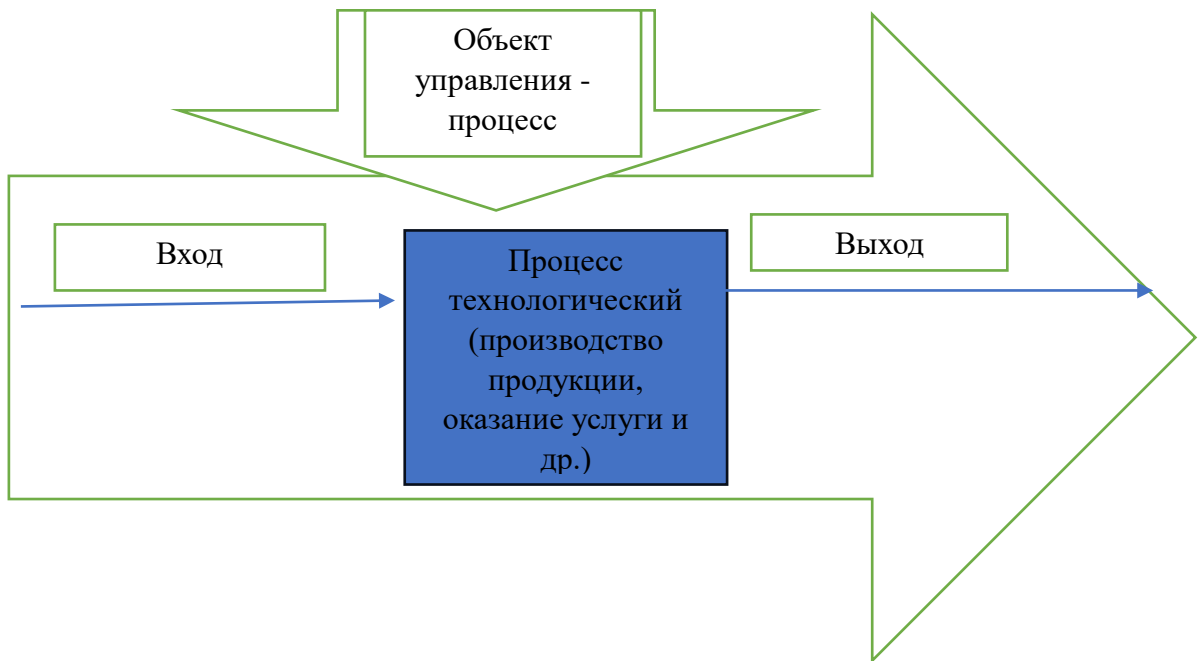 Объект
управления -
процесс
Вход
Процесс
технологический
(производство
продукции,
оказание услуги и
др.)
Выход